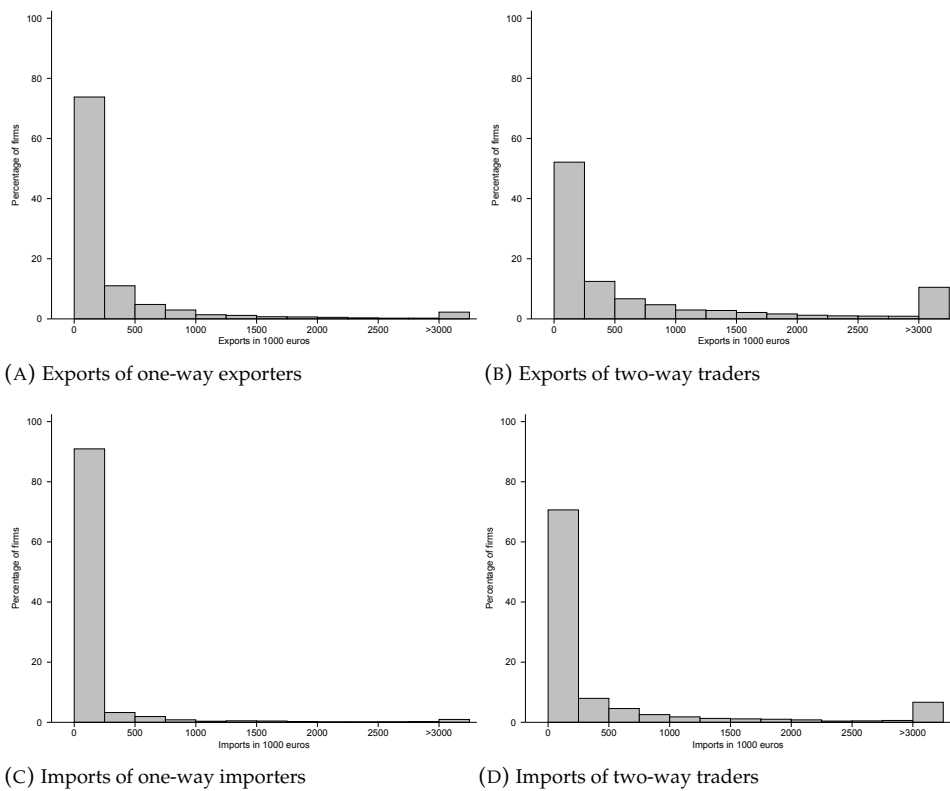 100
80
60
40
20
0
Percentage of firms
0 500 1000 1500 2000 2500 >3000
Exports in 1000 euros
(A) Exports of one-way exporters
100
80
60
40
20
0
Percentage of firms
0 500 1000 1500 2000 2500 >3000
Exports in 1000 euros
(B) Exports of two-way traders
100
80
60
40
20
0
Percentage of firms
0 500 1000 1500 2000 2500 >3000
Imports in 1000 euros
(C) Imports of one-way importers
100
80
60
40
20
0
Percentage of firms
0 500 1000 1500 2000 2500 >3000
Imports in 1000 euros
(D) Imports of two-way traders